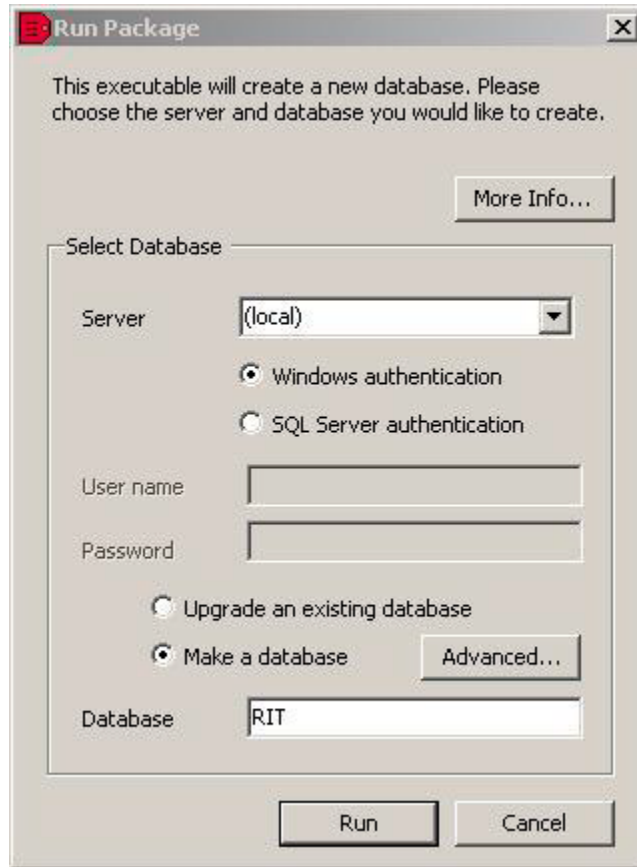 Run Package
This executable will create a new database. Please
choose the server and database you would like to create.
More Info...
Select Database
Server (local)
Windows authentication
SQL Server authentication
User name
Password
Upgrade an existing database
Make a database Advanced...
Database RIT
Run Cancel